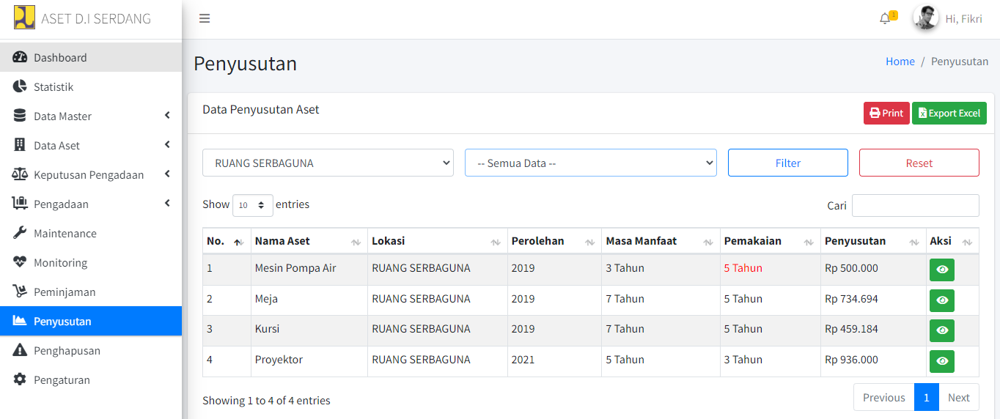 ASET D.I SERDANG
Hi, Fikri
Dashboard
Statistik
Data Master
Data Aset
Keputusan Pengadaan
Pengadaan
Maintenance
Monitoring
Peminjaman
Penyusutan
Penghapusan
Pengaturan
Penyusutan
Home / Penyusutan
Data Penyusutan Aset
Print Export Excel
RUANG SERBAGUNA -- Semua Data -- Filter Reset
Show 10 entries Cari
No. Nama Aset Lokasi Perolehan Masa Manfaat Pemakaian Penyusutan Aksi
1 Mesin Pompa Air RUANG SERBAGUNA 2019 3 Tahun 5 Tahun Rp 500.000
2 Meja RUANG SERBAGUNA 2019 7 Tahun 5 Tahun Rp 734.694
3 Kursi RUANG SERBAGUNA 2019 7 Tahun 5 Tahun Rp 459.184
4 Proyektor RUANG SERBAGUNA 2021 5 Tahun 3 Tahun Rp 936.000
Showing 1 to 4 of 4 entries
Previous 1 Next